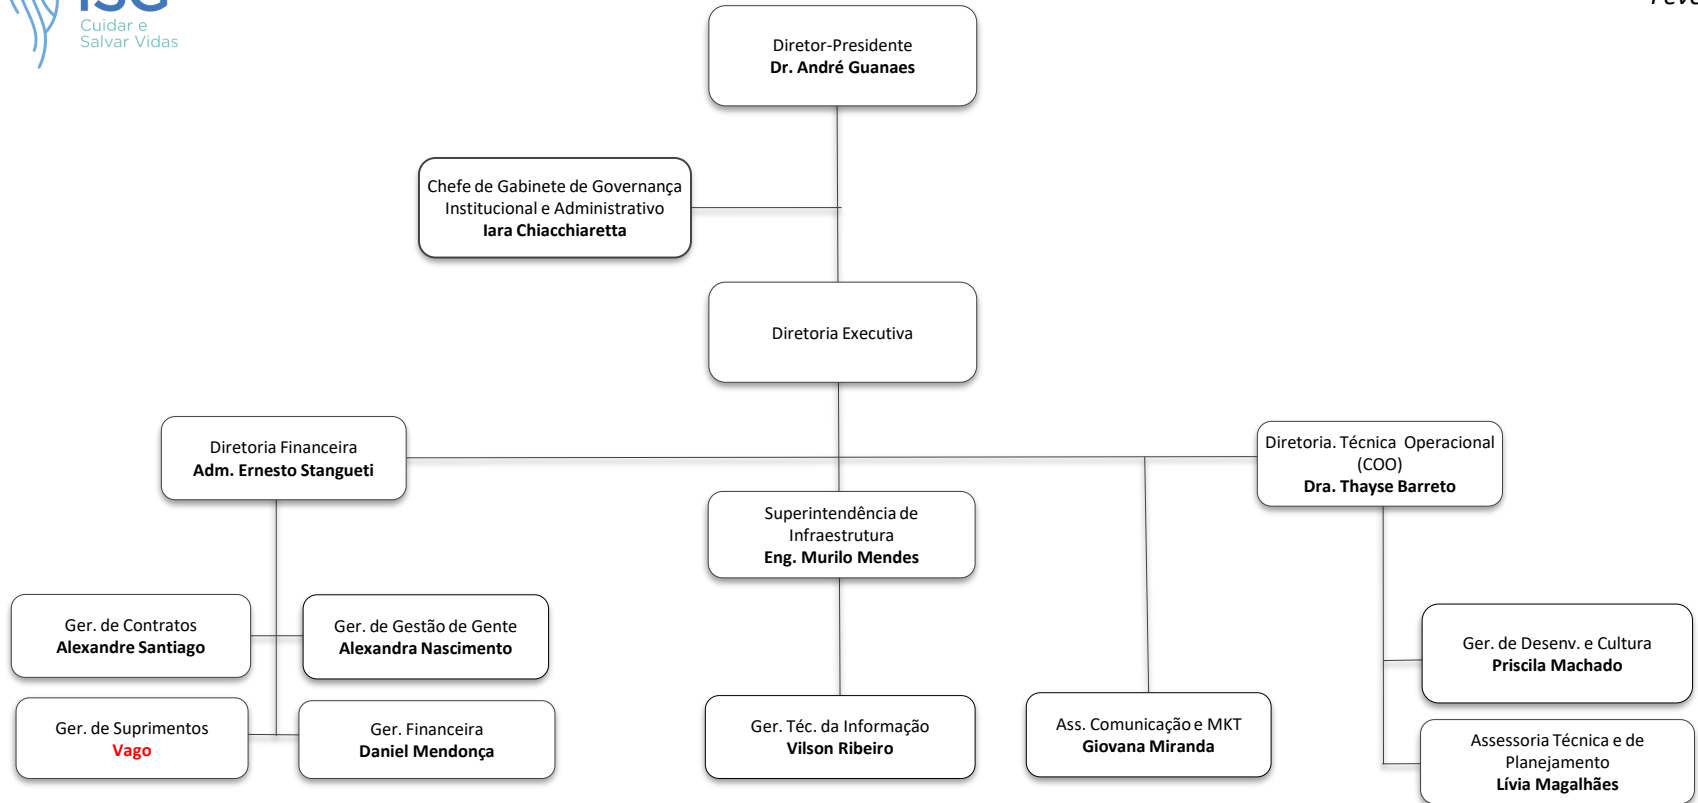 ISG
Cuidar e
Salvar Vidas
Diretor-Presidente
Dr. André Guanaes
Chefe de Gabinete de Governança
Institucional e Administrativo
Iara Chiacchiaretta
Diretoria Executiva
Diretoria Financeira
Adm. Ernesto Stangueti
Diretoria. Técnica Operacional
(COO)
Dra. Thayse Barreto
Superintendência de
Infraestrutura
Eng. Murilo Mendes
Ger. de Contratos
Alexandre Santiago
Ger. de Gestão de Gente
Alexandra Nascimento
Ger. de Desenv. e Cultura
Priscila Machado
Ger. de Suprimentos
Vago
Ger. Financeira
Daniel Mendonça
Ger. Téc. da Informação
Vilson Ribeiro
Ass. Comunicação e MKT
Giovana Miranda
Assessoria Técnica e de
Planejamento
Lívia Magalhães